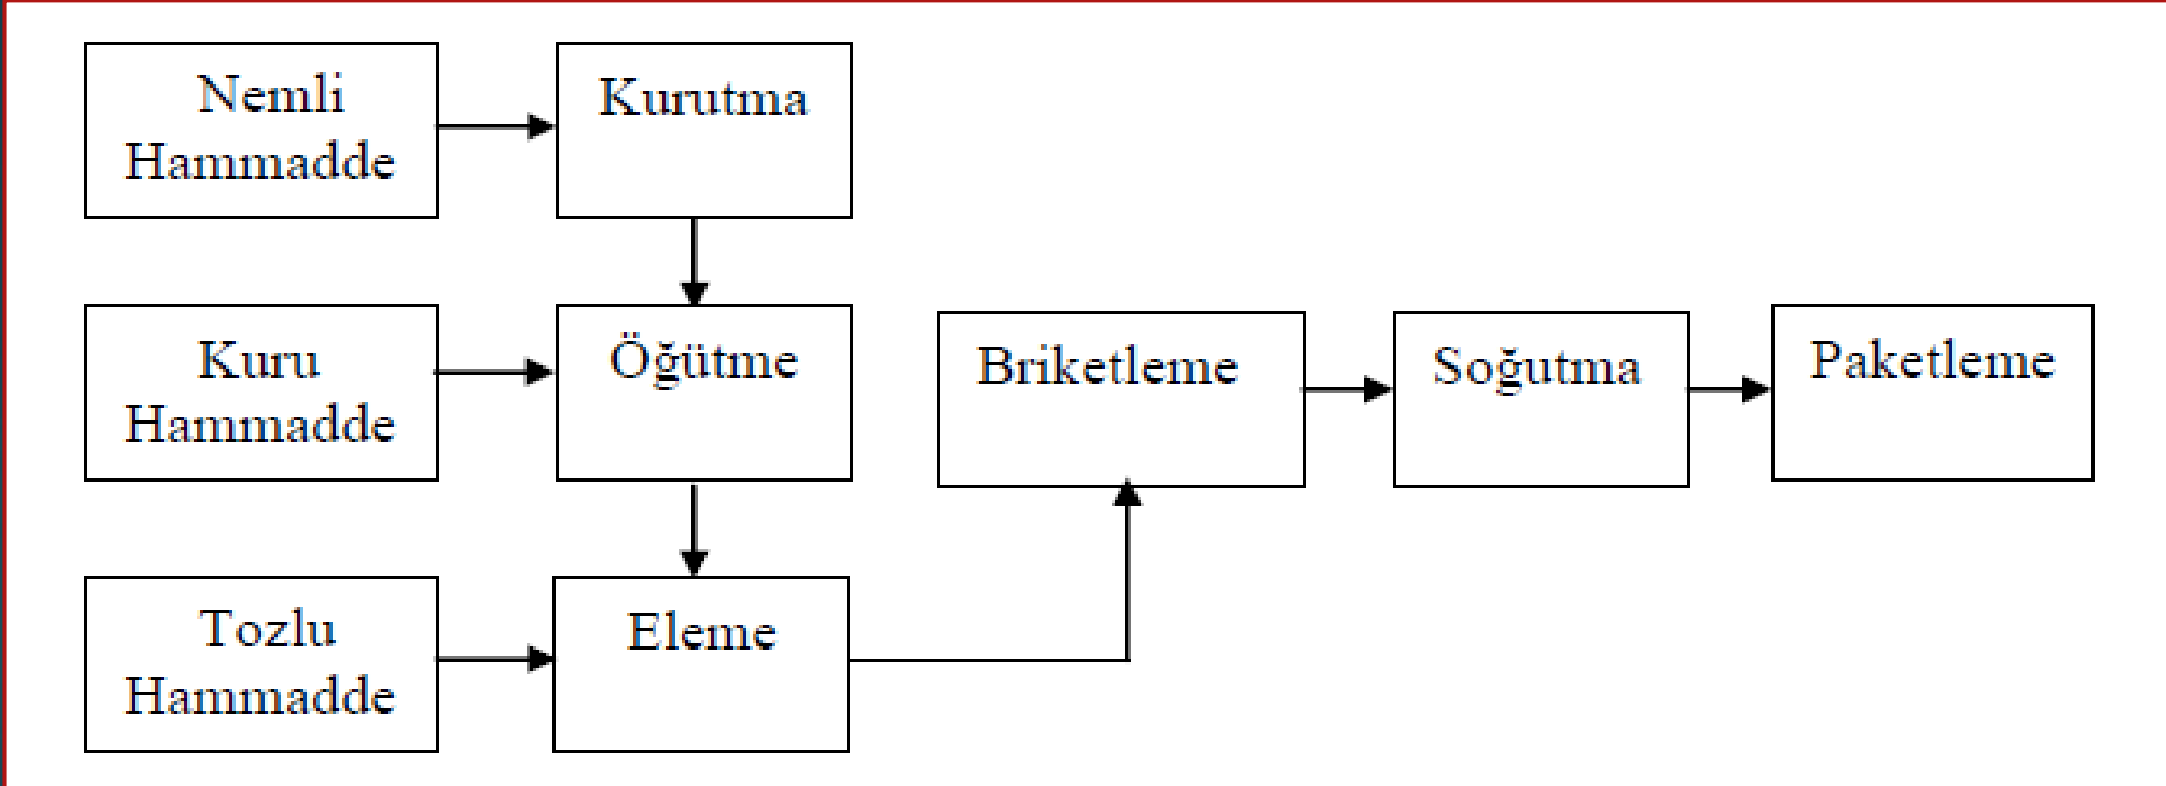 Nemli
Hammadde
Kurutma
Kuru
Hammadde
Öğütme
Briketleme
Soğutma
Paketleme
Tozlu
Hammadde
Eleme